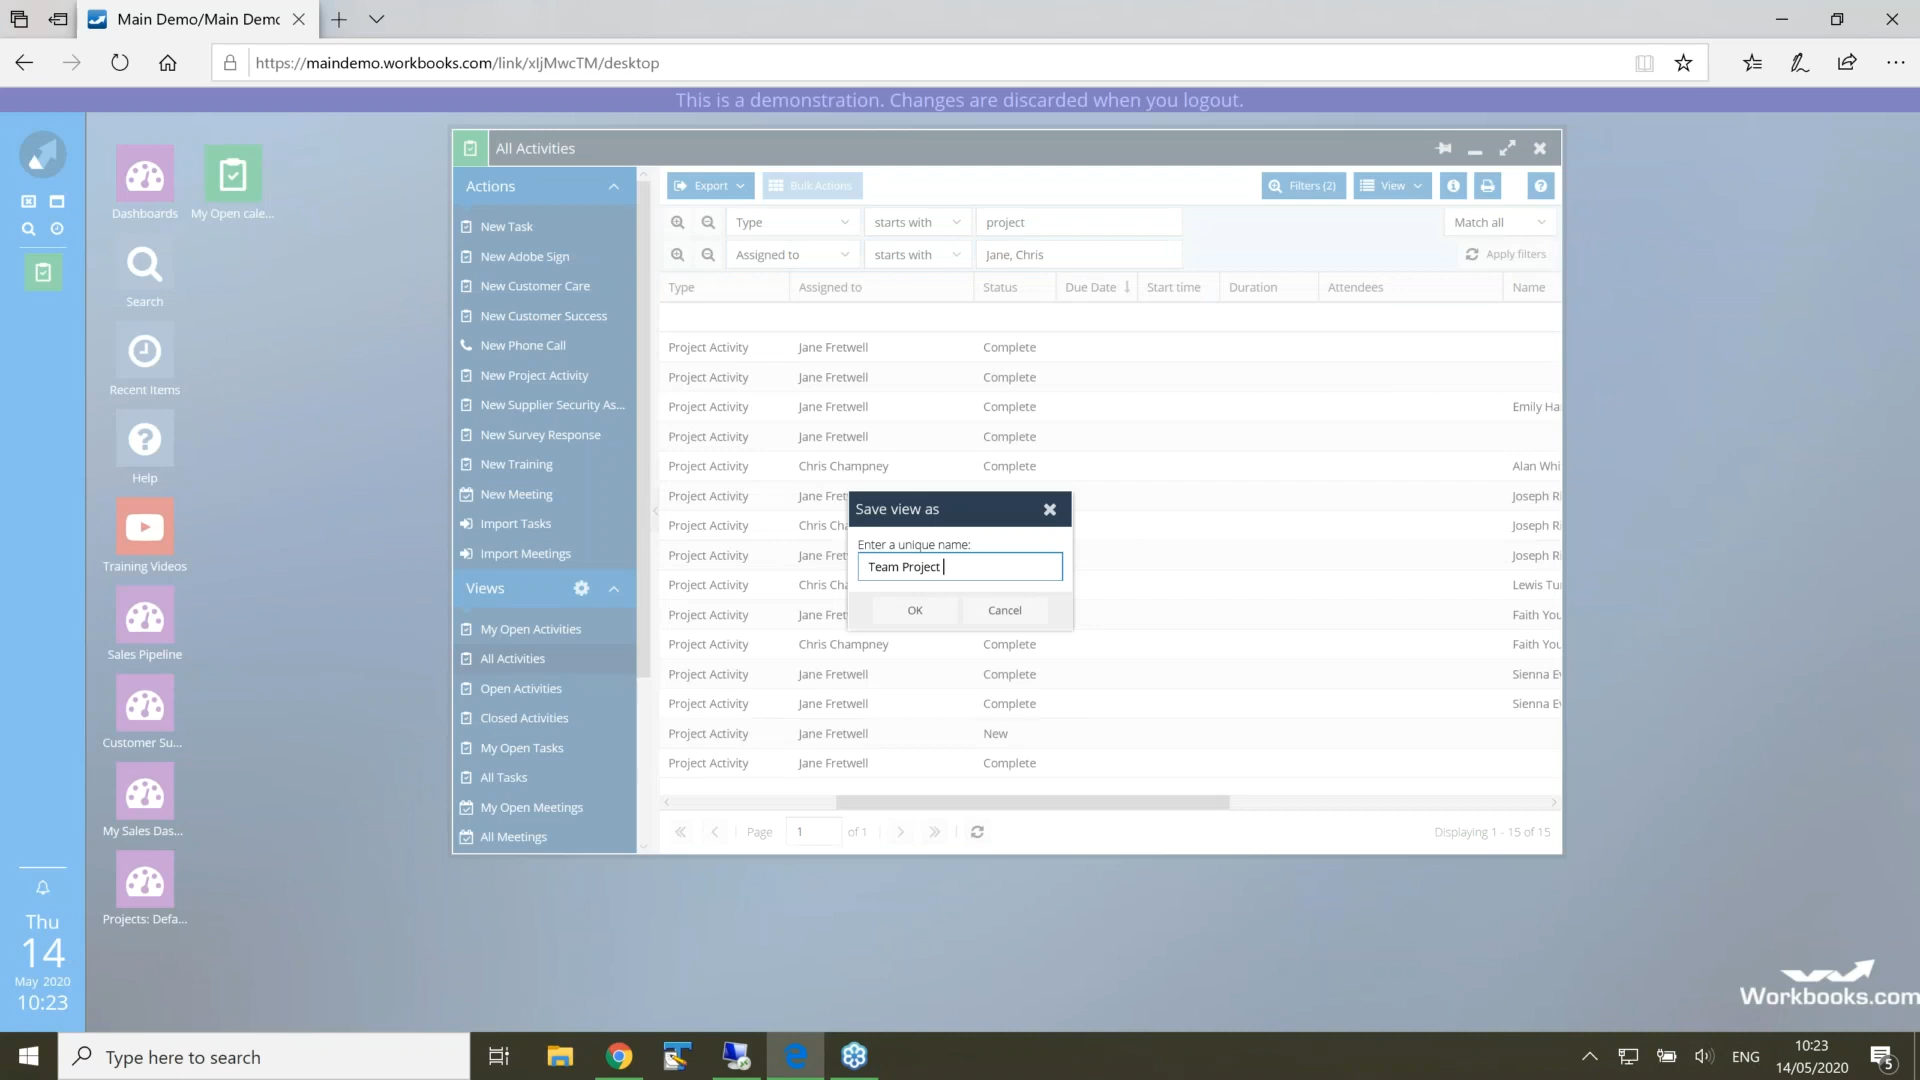 Main Demo/Main Demo
https://maindemo.workbooks.com/link/xljMwcTM/desktop
This is a demonstration. Changes are discarded when you logout.
Dashboards
My Open cale...
Search
Recent Items
Help
Training Videos
Sales Pipeline
Customer Su...
My Sales Das...
Projects: Defa...
Thu
14
May 2020
10:23
All Activities
Actions
New Task
New Adobe Sign
New Customer Care
New Customer Success
New Phone Call
New Project Activity
New Supplier Security As...
New Survey Response
New Training
New Meeting
Import Tasks
Import Meetings
Views
My Open Activities
All Activities
Open Activities
Closed Activities
My Open Tasks
All Tasks
My Open Meetings
All Meetings
Export Bulk Actions Filters (2) View
Type starts with project Match all
Assigned to starts with Jane, Chris Apply filters
Type Assigned to Status Due Date Start time Duration Attendees Name
Project Activity Jane Fretwell Complete
Project Activity Jane Fretwell Complete
Project Activity Jane Fretwell Complete Emily Ha
Project Activity Jane Fretwell Complete
Project Activity Chris Champney Complete Alan Whi
Project Activity Jane Fret Joseph Ri
Project Activity Chris Cha Joseph Ri
Project Activity Jane Fret Joseph Ri
Project Activity Chris Cha Lewis Tu
Project Activity Jane Fret Faith You
Project Activity Chris Champney Complete Faith You
Project Activity Jane Fretwell Complete Sienna Ev
Project Activity Jane Fretwell Complete Sienna Ev
Project Activity Jane Fretwell New
Project Activity Jane Fretwell Complete
Page 1 of 1 Displaying 1 - 15 of 15
Save view as
Enter a unique name:
Team Project
OK Cancel
Workbooks.com
Type here to search
ENG
10:23
14/05/2020
5